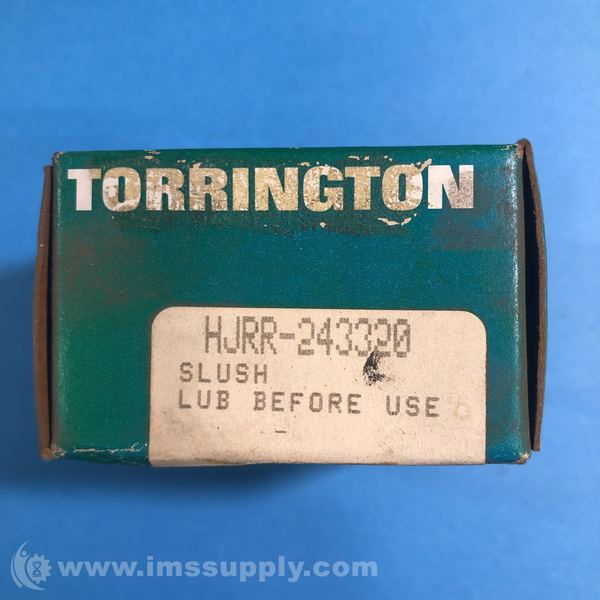 TORRINGTON
HJRR-243320
SLUSH
LUB BEFORE USE
-
www.imssupply.com